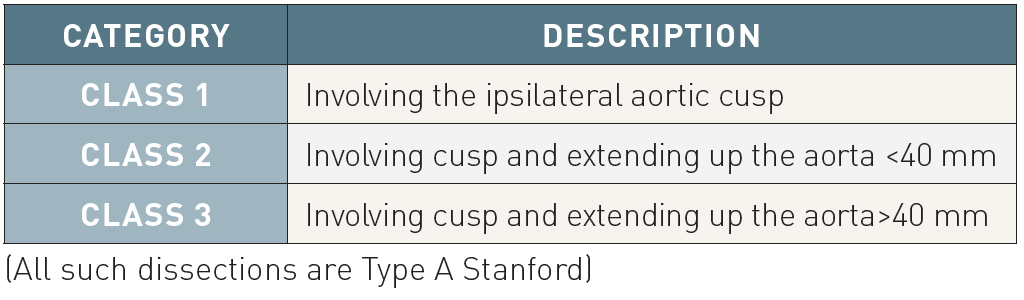 CATEGORY DESCRIPTION
CLASS 1 Involving the ipsilateral aortic cusp
CLASS 2 Involving cusp and extending up the aorta <40 mm
CLASS 3 Involving cusp and extending up the aorta>40 mm
(All such dissections are Type A Stanford)